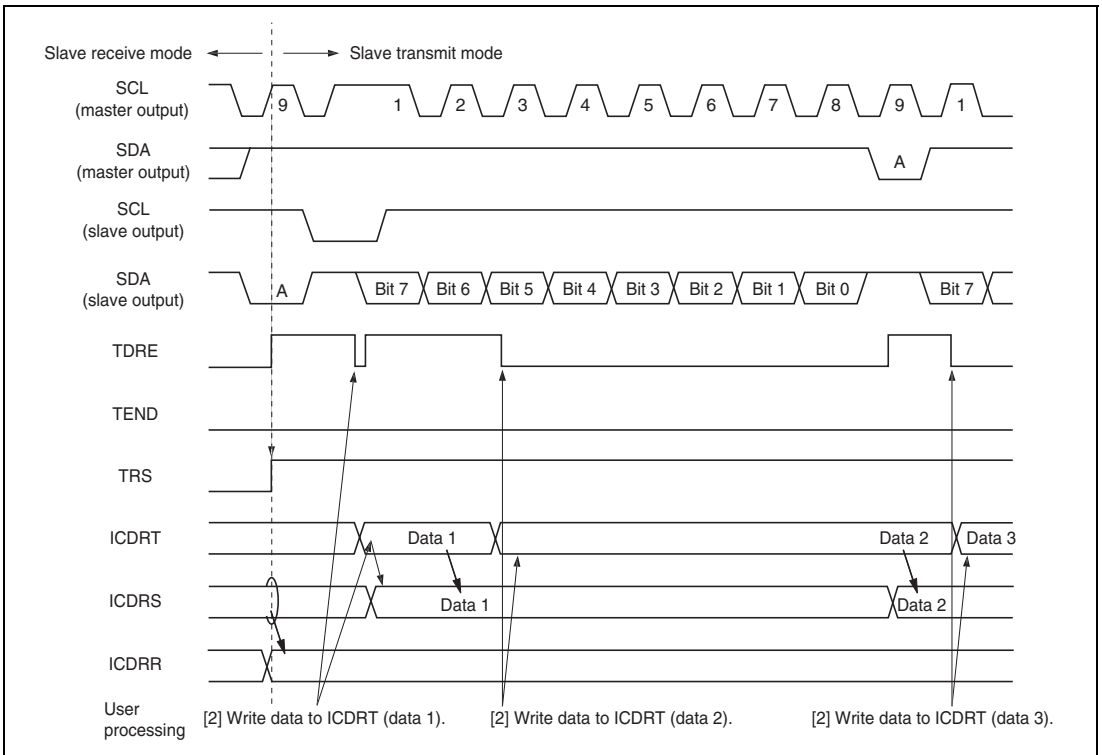 Slave receive mode Slave transmit mode
SCL
(master output)
9 1 2 3 4 5 6 7 8 9 1
SDA
(master output)
A
SCL
(slave output)
SDA
(slave output)
A Bit 7 Bit 6 Bit 5 Bit 4 Bit 3 Bit 2 Bit 1 Bit 0 Bit 7
TDRE
TEND
TRS
ICDRT Data 1 Data 2 Data 3
ICDRS Data 1 Data 2
ICDRR
User
processing
[2] Write data to ICDRT (data 1). [2] Write data to ICDRT (data 2). [2] Write data to ICDRT (data 3).